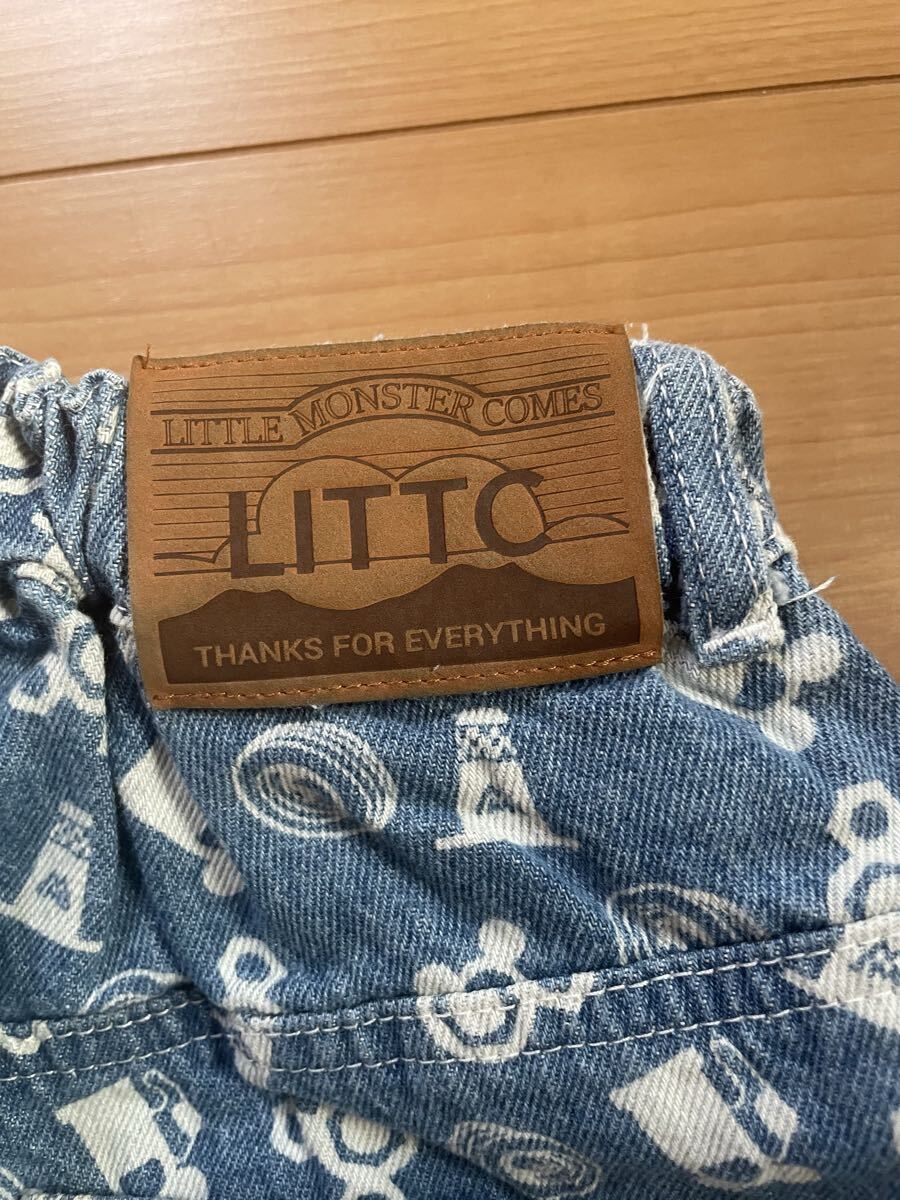 LITTLE MONSTER COMES
LITTC
THANKS FOR EVERYTHING